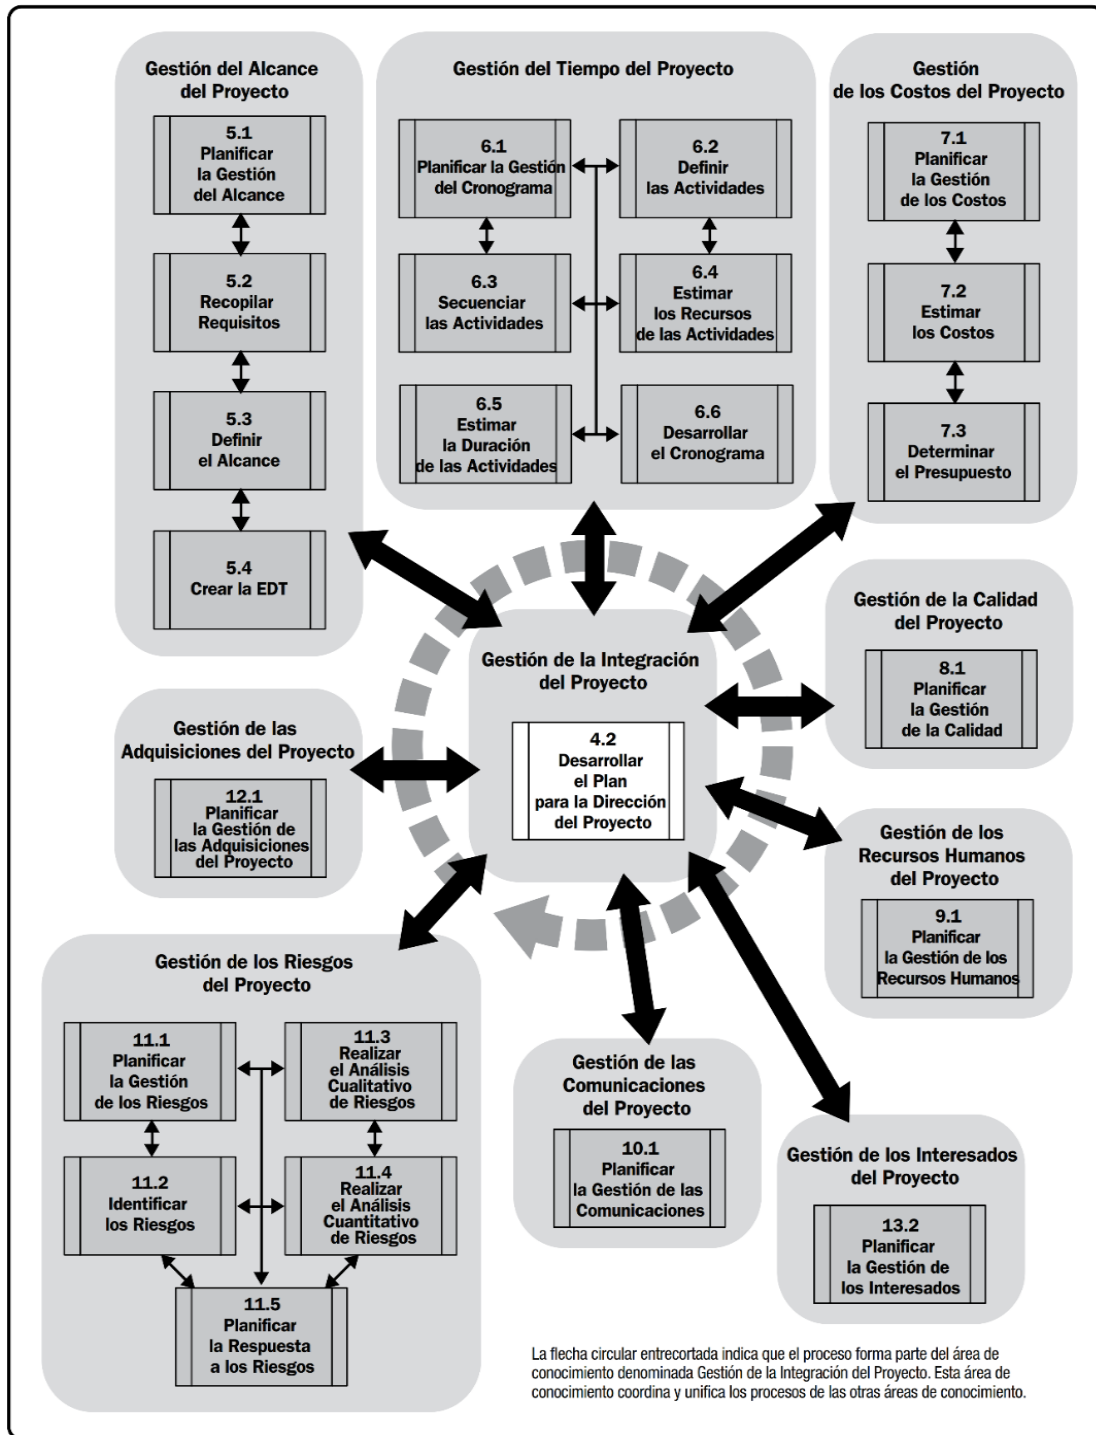 Gestión del Alcance
del Proyecto
5.1
Planificar
la Gestión
del Alcance
5.2
Recopilar
Requisitos
5.3
Definir
el Alcance
5.4
Crear la EDT
Gestión del Tiempo del Proyecto
6.1
Planificar la Gestión
del Cronograma
6.2
Definir
las Actividades
6.3
Secuenciar
las Actividades
6.4
Estimar
los Recursos
de las Actividades
6.5
Estimar
la Duración
de las Actividades
6.6
Desarrollar
el Cronograma
Gestión
de los Costos del Proyecto
7.1
Planificar
la Gestión
de los Costos
7.2
Estimar
los Costos
7.3
Determinar
el Presupuesto
Gestión de la Integración
del Proyecto
4.2
Desarrollar
el Plan
para la Dirección
del Proyecto
Gestión de la Calidad
del Proyecto
8.1
Planificar
la Gestión
de la Calidad
Gestión de las
Adquisiciones del Proyecto
12.1
Planificar
la Gestión de
las Adquisiciones
del Proyecto
Gestión de los
Recursos Humanos
del Proyecto
9.1
Planificar
la Gestión de los
Recursos Humanos
Gestión de los Riesgos
del Proyecto
11.1
Planificar
la Gestión
de los Riesgos
11.3
Realizar
el Análisis
Cualitativo
de Riesgos
11.2
Identificar
los Riesgos
11.4
Realizar
el Análisis
Cuantitativo
de Riesgos
11.5
Planificar
la Respuesta
a los Riesgos
Gestión de las
Comunicaciones
del Proyecto
10.1
Planificar
la Gestión de las
Comunicaciones
Gestión de los Interesados
del Proyecto
13.2
Planificar
la Gestión de
los Interesados
La flecha circular entrecortada indica que el proceso forma parte del área de
conocimiento denominada Gestión de la Integración del Proyecto. Esta área de
conocimiento coordina y unifica los procesos de las otras áreas de conocimiento.